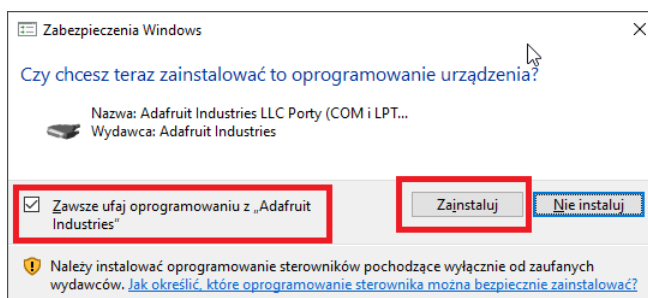 Zabezpieczenia Windows
Czy chcesz teraz zainstalować to oprogramowanie urządzenia?
Nazwa: Adafruit Industries LLC Porty (COM i LPT...
Wydawca: Adafruit Industries
Zawsze ufaj oprogramowaniu z „Adafruit
Industries”
Zainstaluj
Nie instaluj
Należy instalować oprogramowanie sterowników pochodzące wyłącznie od zaufanych
wydawców. Jak określić, które oprogramowanie sterownika można bezpiecznie zainstalować?